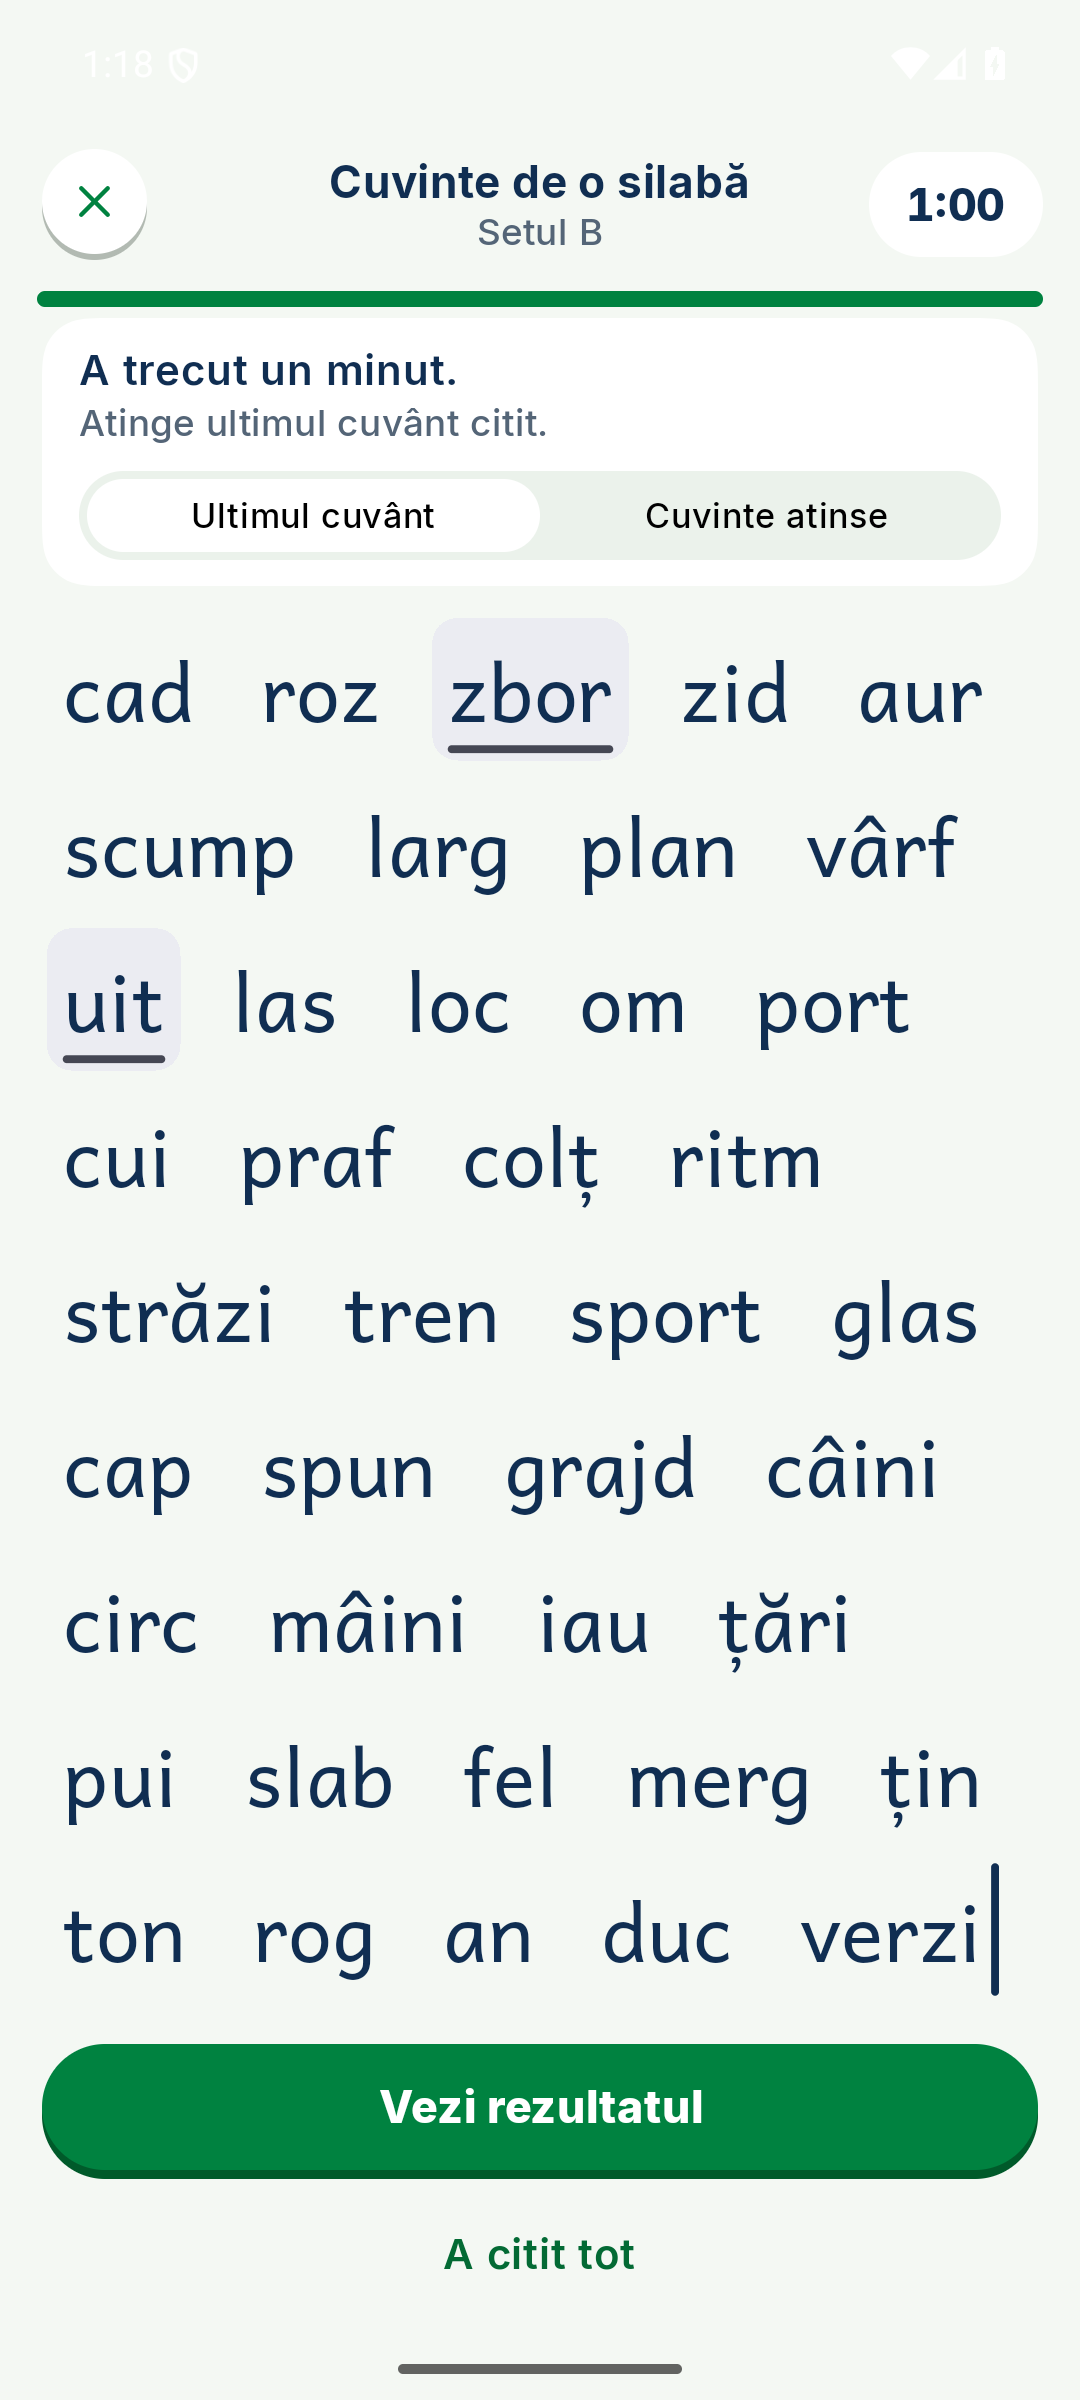 1:18
Cuvinte de o silabă
Setul B
1:00
A trecut un minut.
Atinge ultimul cuvânt citit.
Ultimul cuvânt Cuvinte atinse
cad roz zbor zid aur
scump larg plan vârf
uit las loc om port
cui praf colț ritm
străzi tren sport glas
cap spun grajd câini
circ mâini iau țări
pui slab fel merg țin
ton rog an duc verzi
Vezi rezultatul
A citit tot